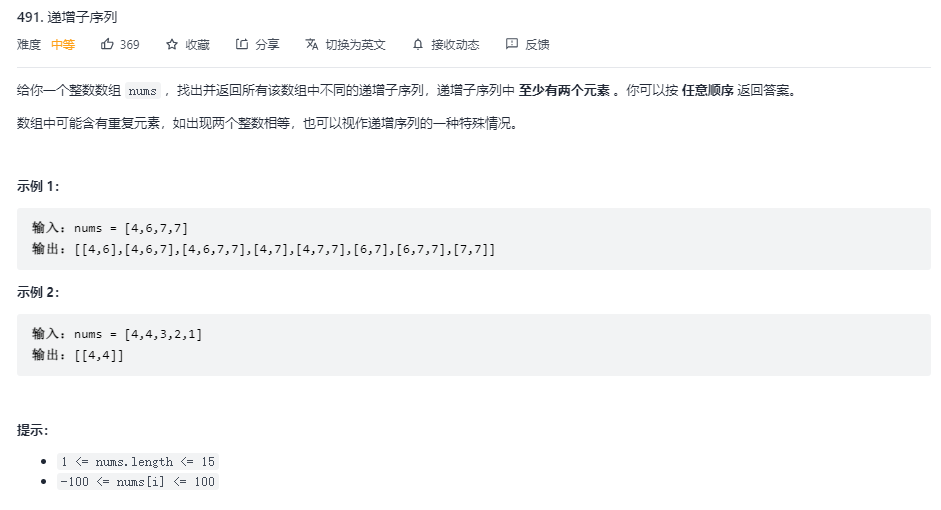 491. 递增子序列
难度 中等 369 收藏 分享 切换为英文 接收动态 反馈
给你一个整数数组 nums ，找出并返回所有该数组中不同的递增子序列，递增子序列中 至少有两个元素 。你可以按 任意顺序 返回答案。
数组中可能含有重复元素，如出现两个整数相等，也可以视作递增序列的一种特殊情况。
示例 1：
输入：nums = [4,6,7,7]
输出：[[4,6],[4,6,7],[4,6,7,7],[4,7],[4,7,7],[6,7],[6,7,7],[7,7]]
示例 2：
输入：nums = [4,4,3,2,1]
输出：[[4,4]]
提示：
• 1 <= nums.length <= 15
• -100 <= nums[i] <= 100